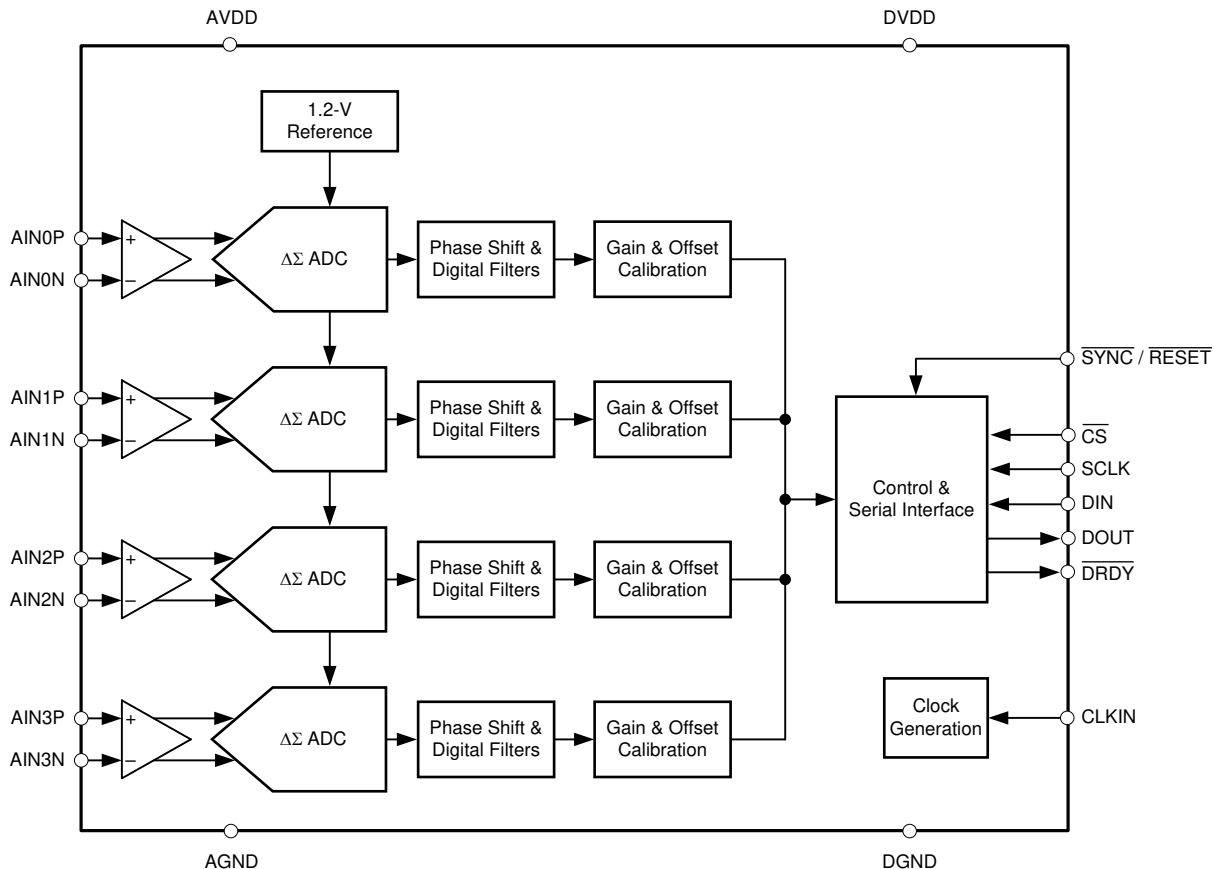 AVDD
DVDD
1.2-V
Reference
AIN0P
AIN0N
+
–
ΔΣ ADC
Phase Shift &
Digital Filters
Gain & Offset
Calibration
SYNC / RESET
AIN1P
AIN1N
+
–
ΔΣ ADC
Phase Shift &
Digital Filters
Gain & Offset
Calibration
Control &
Serial Interface
CS
SCLK
DIN
DOUT
DRDY
AIN2P
AIN2N
+
–
ΔΣ ADC
Phase Shift &
Digital Filters
Gain & Offset
Calibration
AIN3P
AIN3N
+
–
ΔΣ ADC
Phase Shift &
Digital Filters
Gain & Offset
Calibration
Clock
Generation
CLKIN
AGND
DGND